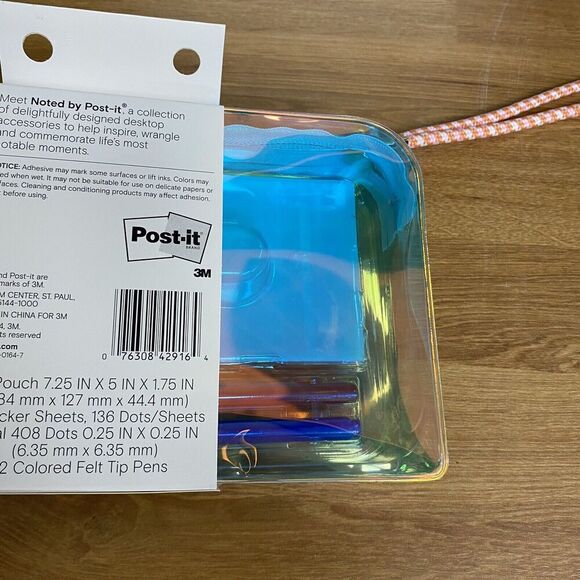 Meet Noted by Post-it® a collection
of delightfully designed desktop
accessories to help inspire, wrangle
and commemorate life's most
notable moments.
NOTICE: Adhesive may mark some surfaces or lift inks. Colors may
ed when wet. It may not be suitable for use on delicate papers or
faces. Cleaning and conditioning products may affect adhesion.
t before using.
Post-it®
BRAND
3M
nd Post-it are
marks of 3M.
M CENTER, ST. PAUL,
5144-1000
IN CHINA FOR 3M
4, 3M.
ts reserved
.com
-0164-7
0 76308 42916 4
Pouch 7.25 IN X 5 IN X 1.75 IN
84 mm x 127 mm x 44.4 mm)
cker Sheets, 136 Dots/Sheets
al 408 Dots 0.25 IN X 0.25 IN
(6.35 mm x 6.35 mm)
2 Colored Felt Tip Pens